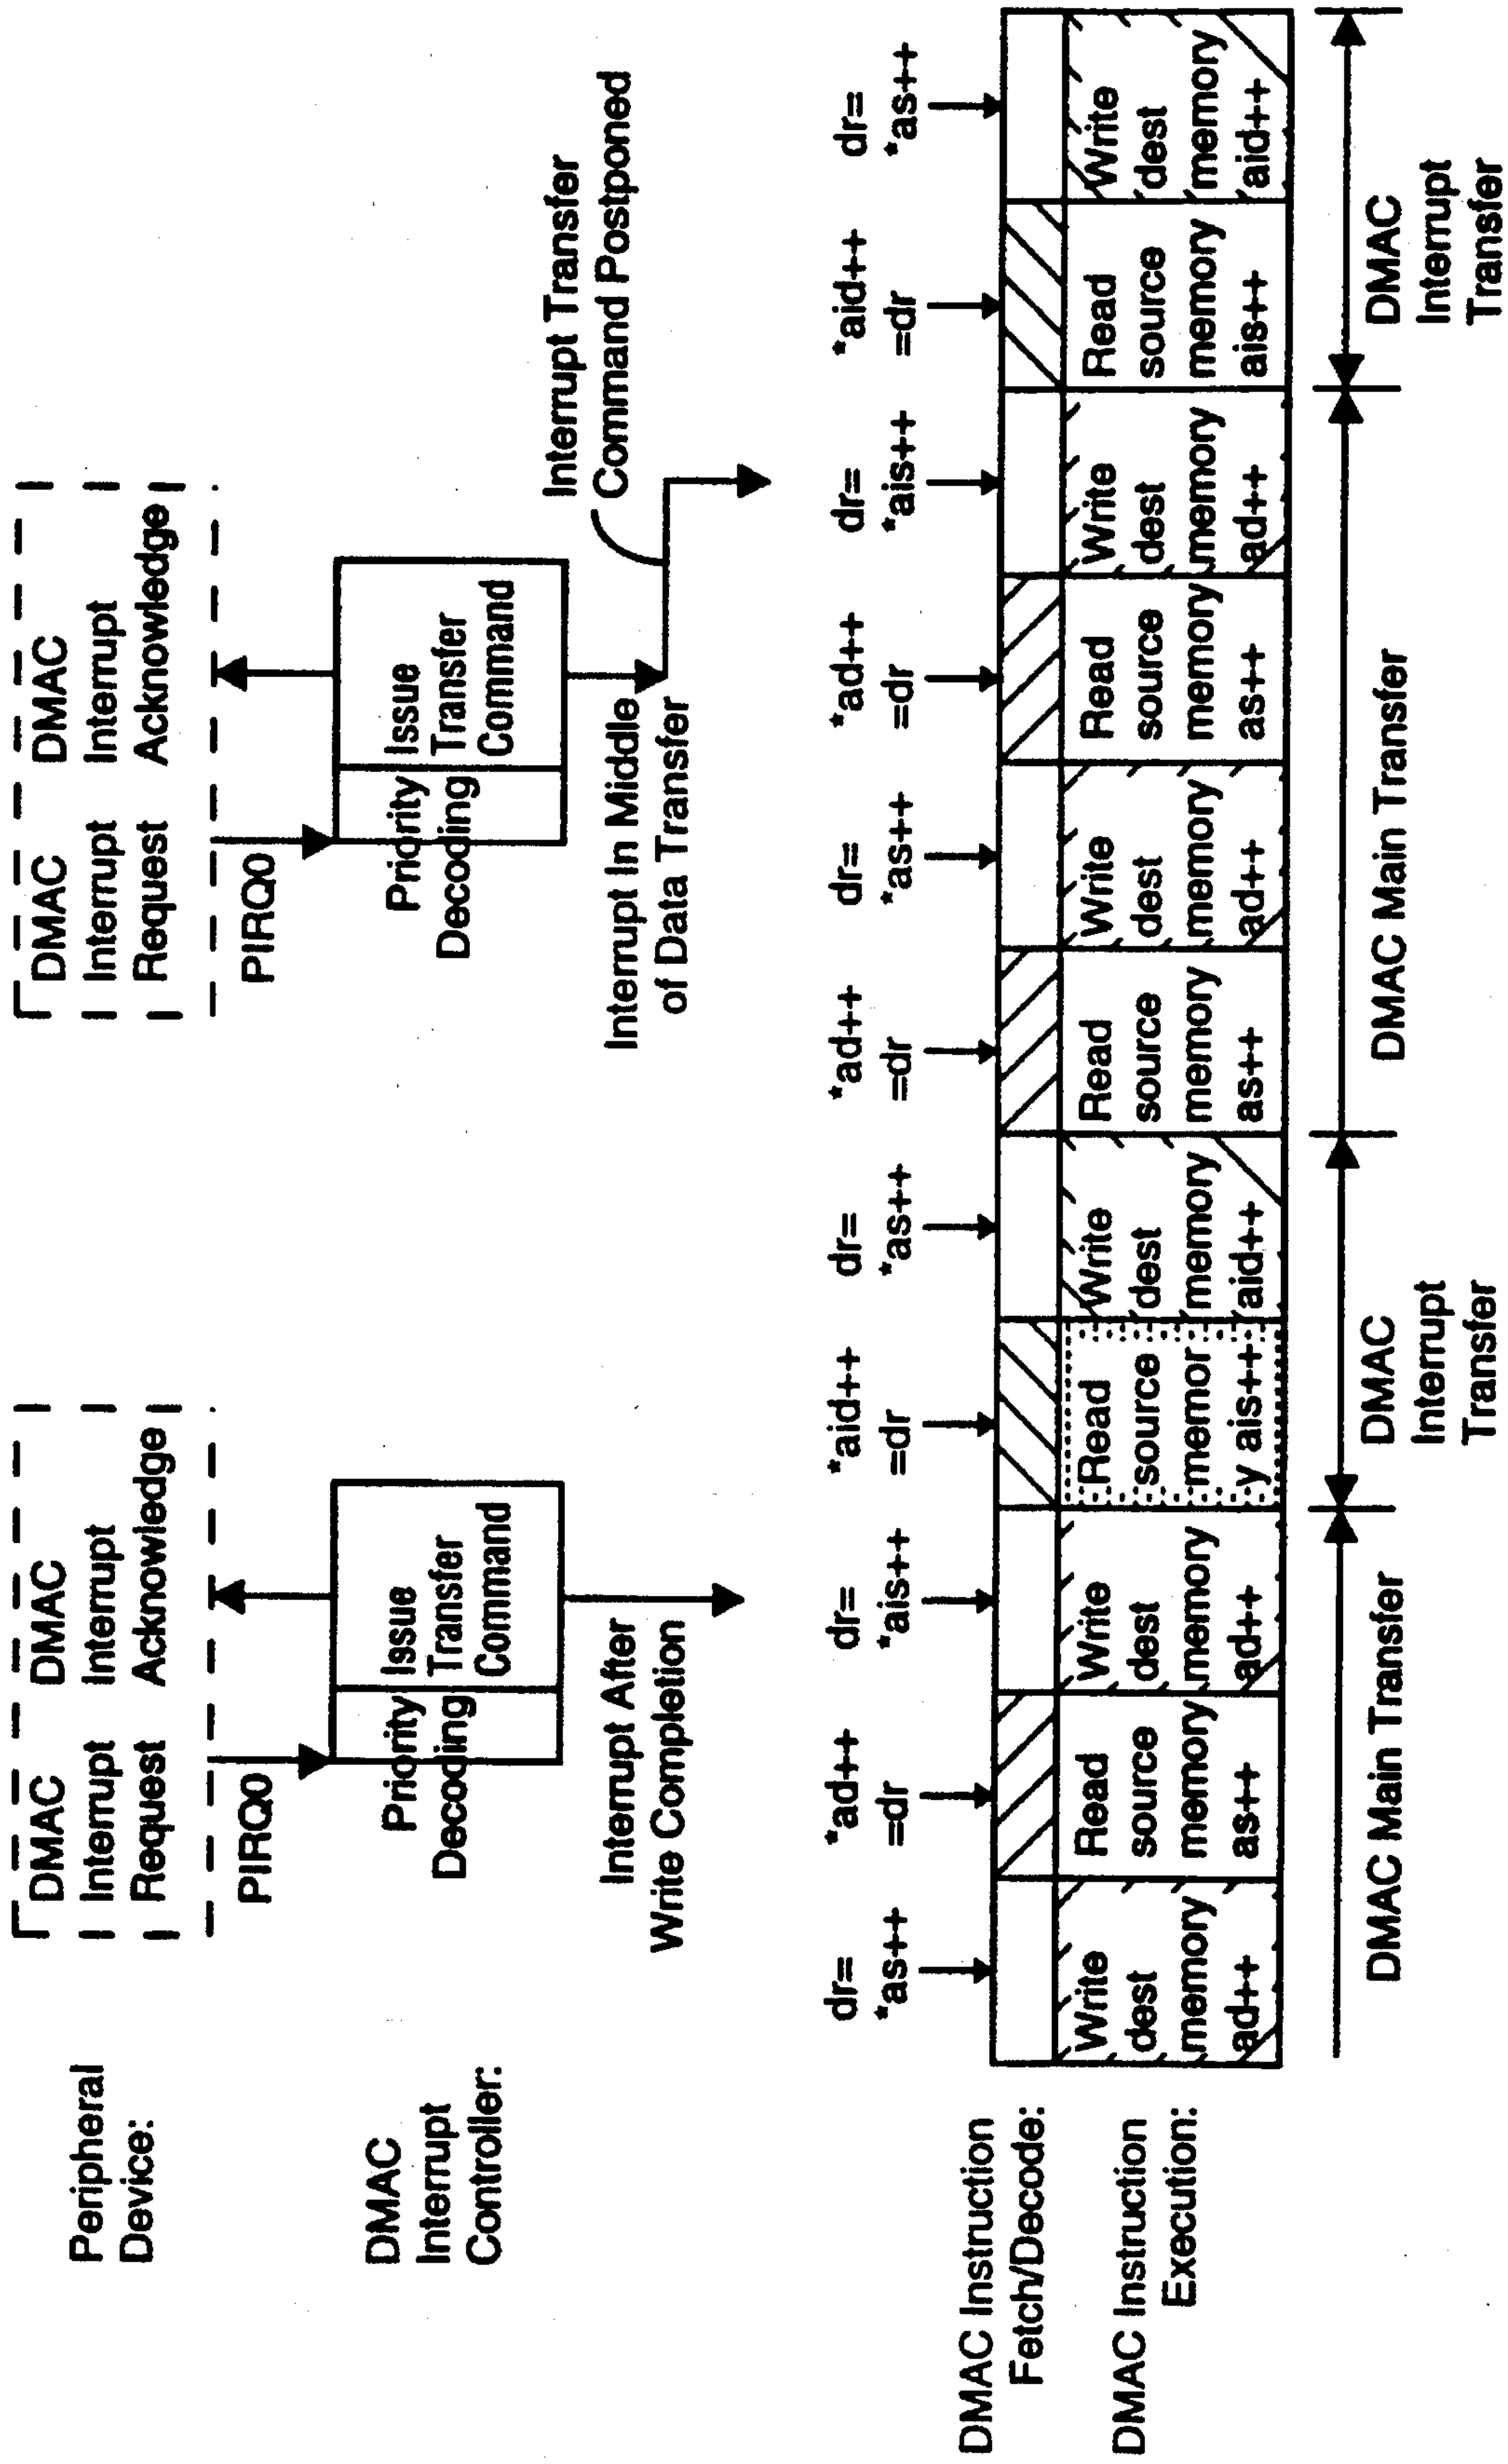 Peripheral
Device:
DMAC
Interrupt
Request
DMAC
Interrupt
Acknowledge
DMAC
Interrupt
Request
DMAC
Interrupt
Acknowledge
PIRQ0
PIRQ0
DMAC
Interrupt
Controller:
Priority
Decoding
Issue
Transfer
Command
Priority
Decoding
Issue
Transfer
Command
Interrupt After
Write Completion
Interrupt In Middle
of Data Transfer
Interrupt Transfer
Command Postponed
dr=
*as++
*ad++
=dr
dr=
*ais++
*aid++
=dr
dr=
*as++
*ad++
=dr
dr=
*as++
*ad++
=dr
dr=
*ais++
*aid++
=dr
dr=
*as++
DMAC Instruction
Fetch/Decode:
DMAC Instruction
Execution:
Write
dest
memory
ad++
Read
source
memory
as++
Write
dest
memory
ad++
Read
source
memor
y ais++
Write
dest
memory
aid++
Read
source
memory
as++
Write
dest
memory
ad++
Read
source
memory
as++
Write
dest
memory
ad++
Read
source
memory
ais++
Write
dest
memory
aid++
DMAC Main Transfer
DMAC
Interrupt
Transfer
DMAC Main Transfer
DMAC
Interrupt
Transfer